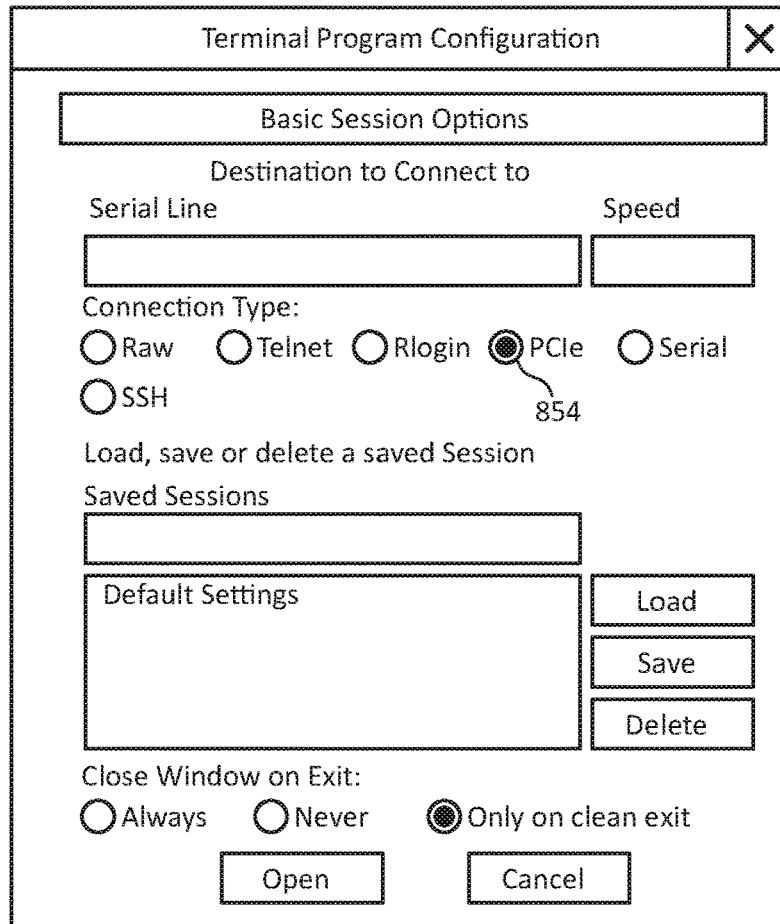 Terminal Program Configuration
Basic Session Options
Destination to Connect to
Serial Line Speed
Connection Type:
Raw Telnet Rlogin PCIe Serial
SSH
854
Load, save or delete a saved Session
Saved Sessions
Default Settings
Load
Save
Delete
Close Window on Exit:
Always Never Only on clean exit
Open Cancel